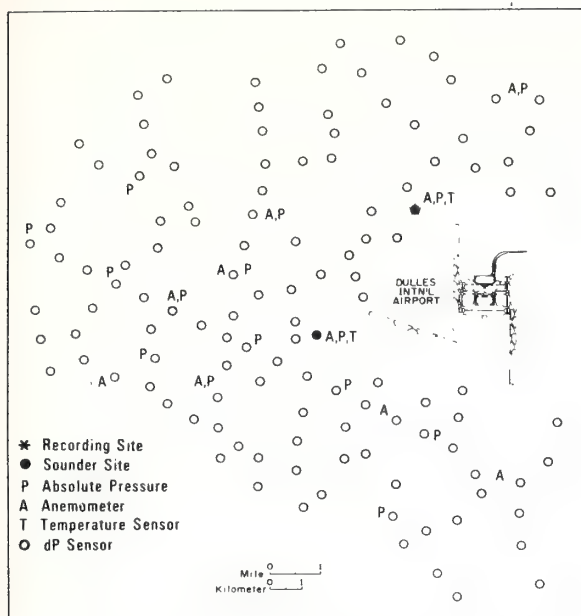 A,P
P
A,P,T
P
A,P
DULLES
INT'N'L
AIRPORT
A
P
P
A,P
A,P,T
P
P
A
A,P
P
A
P
A
P
✳ Recording Site
● Sounder Site
P Absolute Pressure
A Anemometer
T Temperature Sensor
O dP Sensor
0 1
Mile
Kilometer
0 1